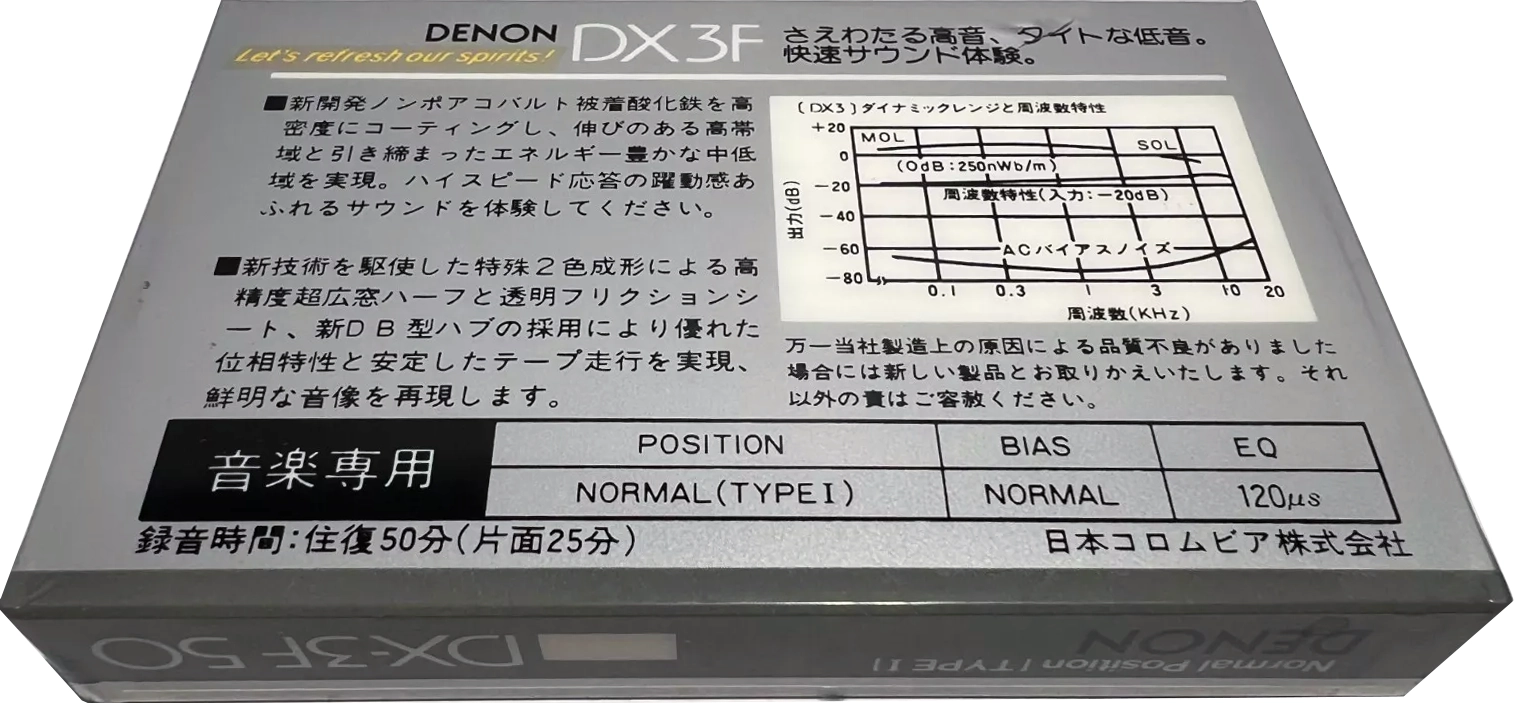 DENON DX3F さえわたる高音、タイトな低音。
Let's refresh our spirits! 快速サウンド体験。
■新開発ノンポアコバルト被着酸化鉄を高
密度にコーティングし、伸びのある高帯
域と引き締まったエネルギー豊かな中低
域を実現。ハイスピード応答の躍動感あ
ふれるサウンドを体験してください。
■新技術を駆使した特殊2色成形による高
精度超広窓ハーフと透明フリクションシ
ート、新DB型ハブの採用により優れた
位相特性と安定したテープ走行を実現、
鮮明な音像を再現します。
〔DX3〕ダイナミックレンジと周波数特性
+20
MOL
SOL
0
(0dB:250nWb/m)
-20
周波数特性(入力:-20dB)
出力(dB)
-40
-60
ACバイアスノイズ
-80
0.1 0.3 1 3 10 20
周波数(KHz)
万一当社製造上の原因による品質不良がありました
場合には新しい製品とお取りかえいたします。それ
以外の責はご容赦ください。
音楽専用
POSITION BIAS EQ
NORMAL(TYPE I) NORMAL 120μs
録音時間:往復50分(片面25分)
日本コロムビア株式会社
DX-3F 50
DENON
Normal Position (TYPE I)